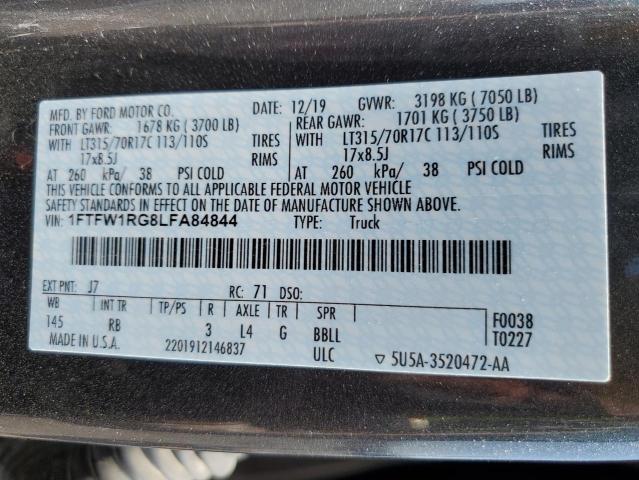 MFD. BY FORD MOTOR CO. DATE: 12/19 GVWR: 3198 KG ( 7050 LB)
FRONT GAWR: 1678 KG ( 3700 LB) REAR GAWR: 1701 KG ( 3750 LB)
WITH LT315/70R17C 113/110S TIRES WITH LT315/70R17C 113/110S TIRES
17x8.5J RIMS 17x8.5J RIMS
AT 260 kPa/ 38 PSI COLD AT 260 kPa/ 38 PSI COLD
THIS VEHICLE CONFORMS TO ALL APPLICABLE FEDERAL MOTOR VEHICLE
SAFETY STANDARDS IN EFFECT ON THE DATE OF MANUFACTURE SHOWN ABOVE.
VIN: 1FTFW1RG8LFA84844 TYPE: Truck
EXT PNT: J7 RC: 71 DSO:
WB INT TR TP/PS R AXLE TR SPR
145 RB 3 L4 G BBLL
F0038
T0227
MADE IN U.S.A. 2201912146837 ULC ▽ 5U5A-3520472-AA